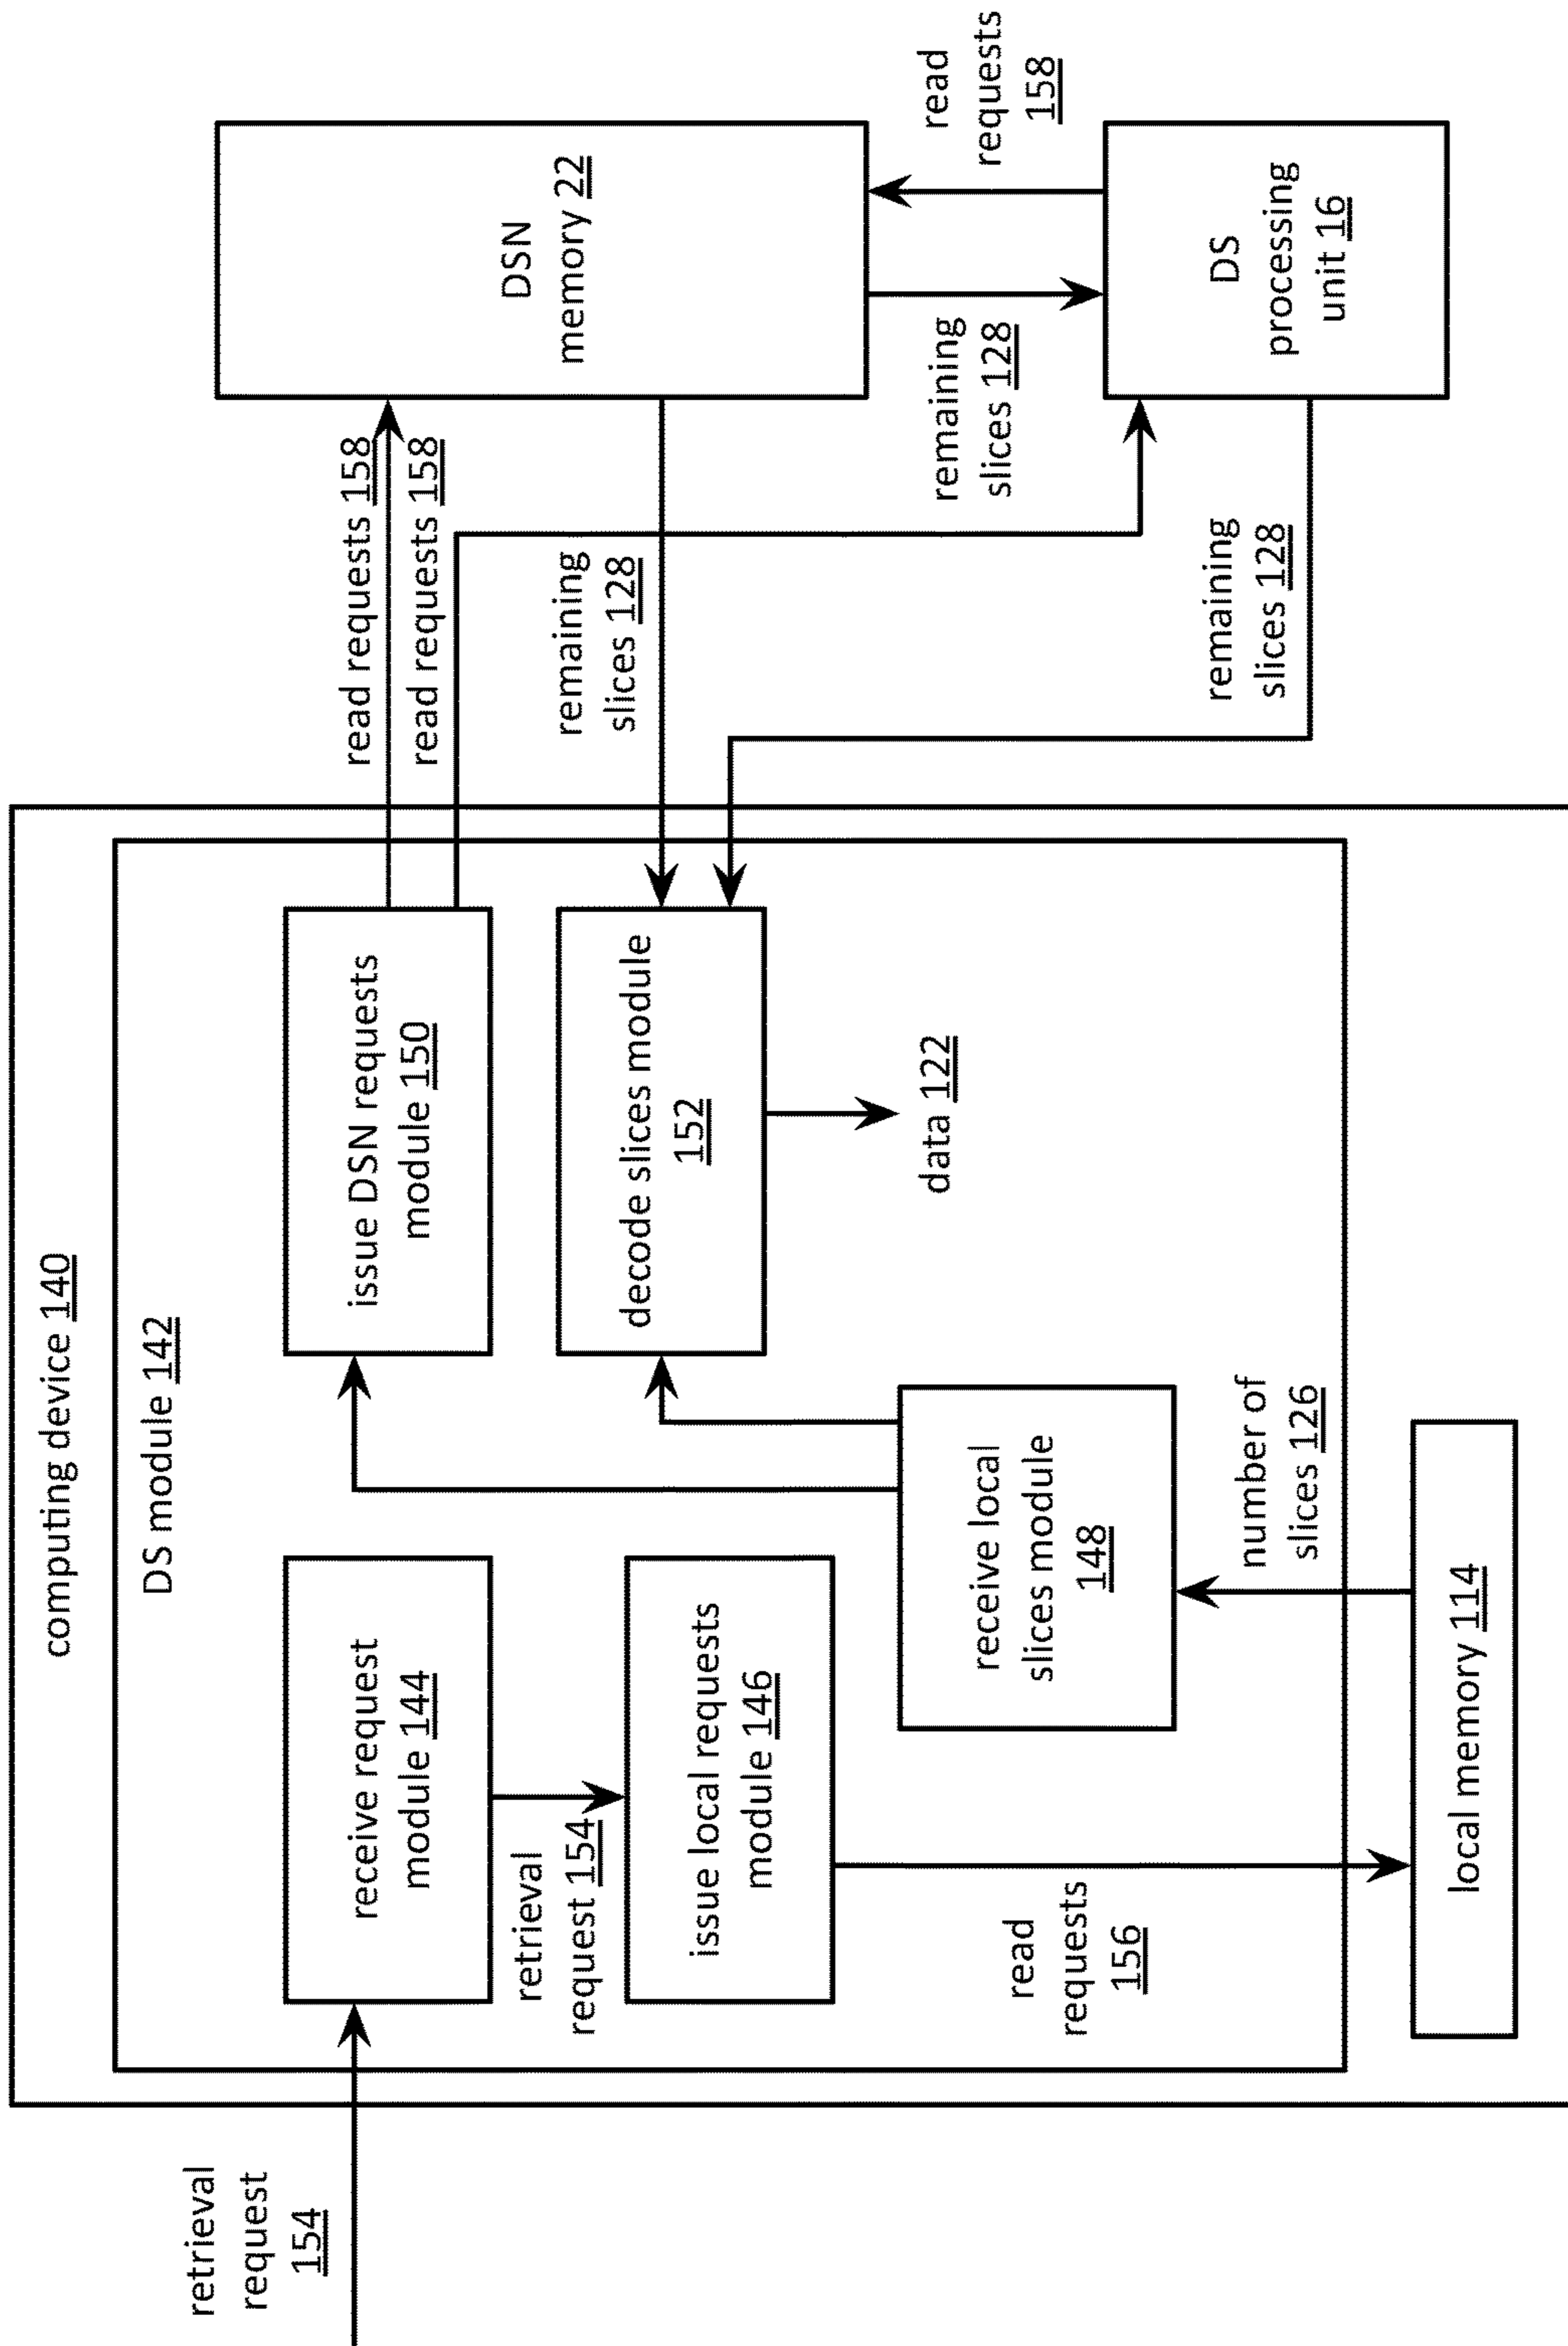 computing device 140
DS module 142
retrieval
request
154
receive request
module 144
retrieval
request 154
issue local requests
module 146
read
requests
156
receive local
slices module
148
number of
slices 126
local memory 114
issue DSN requests
module 150
decode slices module
152
data 122
read requests 158
read requests 158
remaining
slices 128
remaining
slices 128
DSN
memory 22
remaining
slices 128
read
requests
158
DS
processing
unit 16